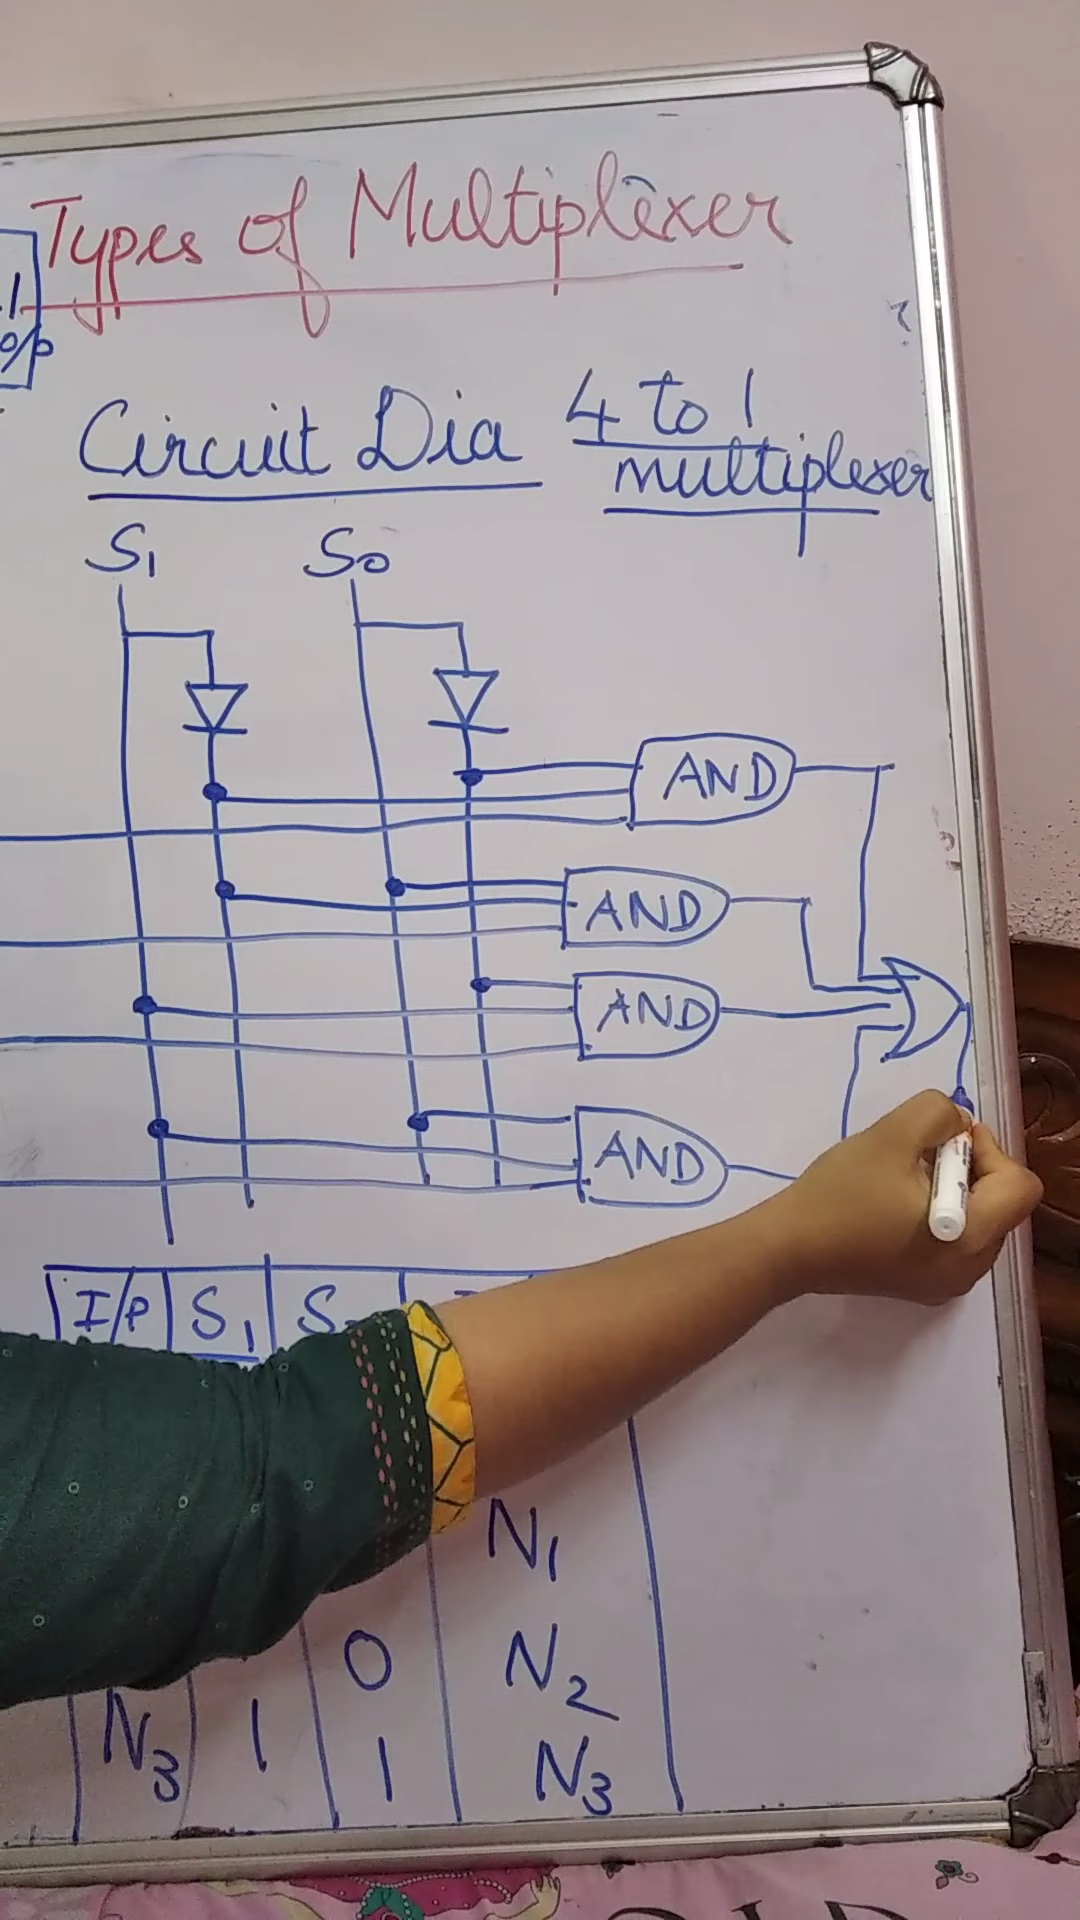 Types of Multiplexer
1
O/P
Circuit Dia 4 to 1
multiplexer
S1 S0
AND
AND
AND
AND
I/P S1
N1
0 N2
N3 1 1 N3